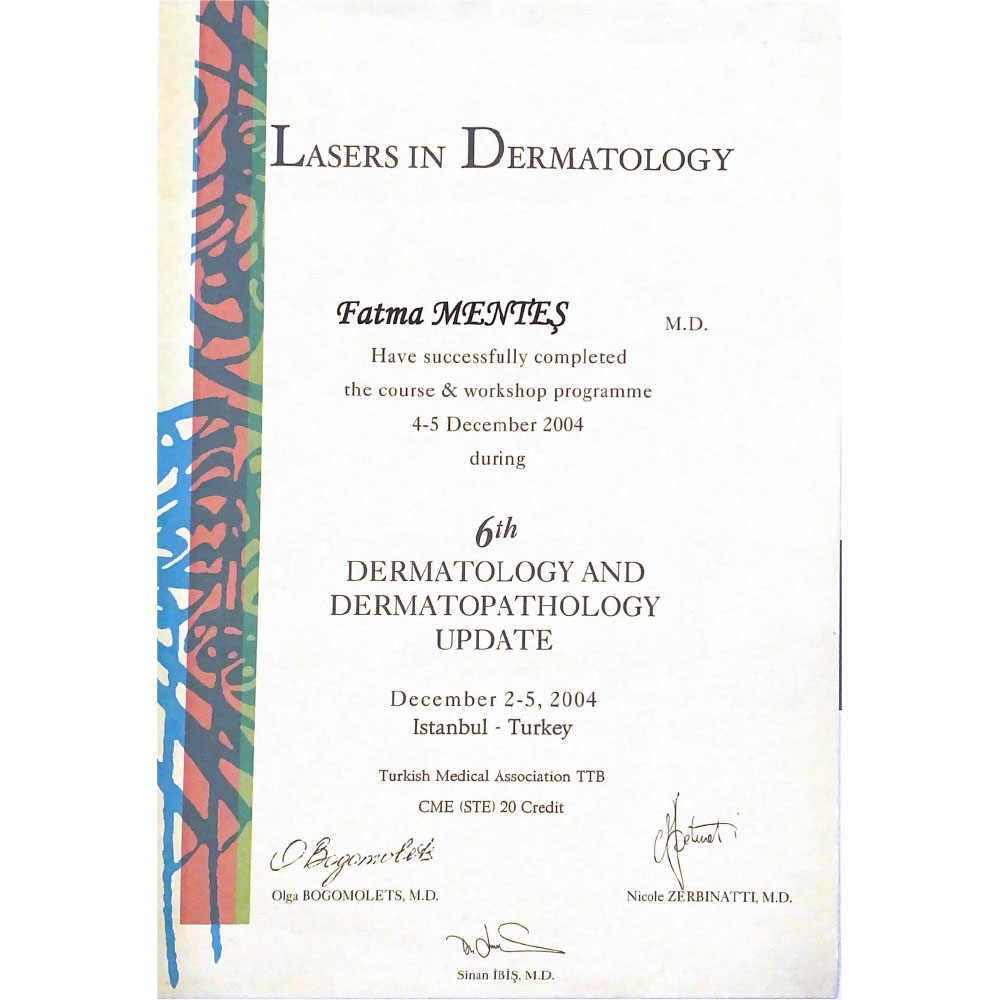 LASERS IN DERMATOLOGY
Fatma MENTEŞ M.D.
Have successfully completed
the course & workshop programme
4-5 December 2004
during
6th
DERMATOLOGY AND
DERMATOPATHOLOGY
UPDATE
December 2-5, 2004
Istanbul - Turkey
Turkish Medical Association TTB
CME (STE) 20 Credit
O Bogomolets
Olga BOGOMOLETS, M.D. Nicole ZERBINATTI, M.D.
Sinan İBİŞ, M.D.